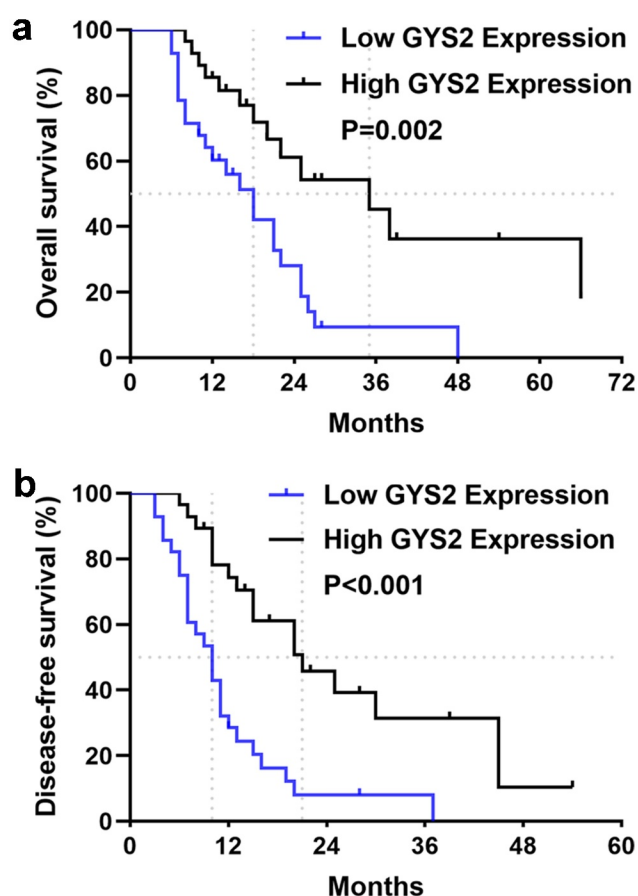 a
Overall survival (%)
100
80
60
40
20
0
Low GYS2 Expression
High GYS2 Expression
P=0.002
0 12 24 36 48 60 72
Months
b
Disease-free survival (%)
100
80
60
40
20
0
Low GYS2 Expression
High GYS2 Expression
P<0.001
0 12 24 36 48 60
Months